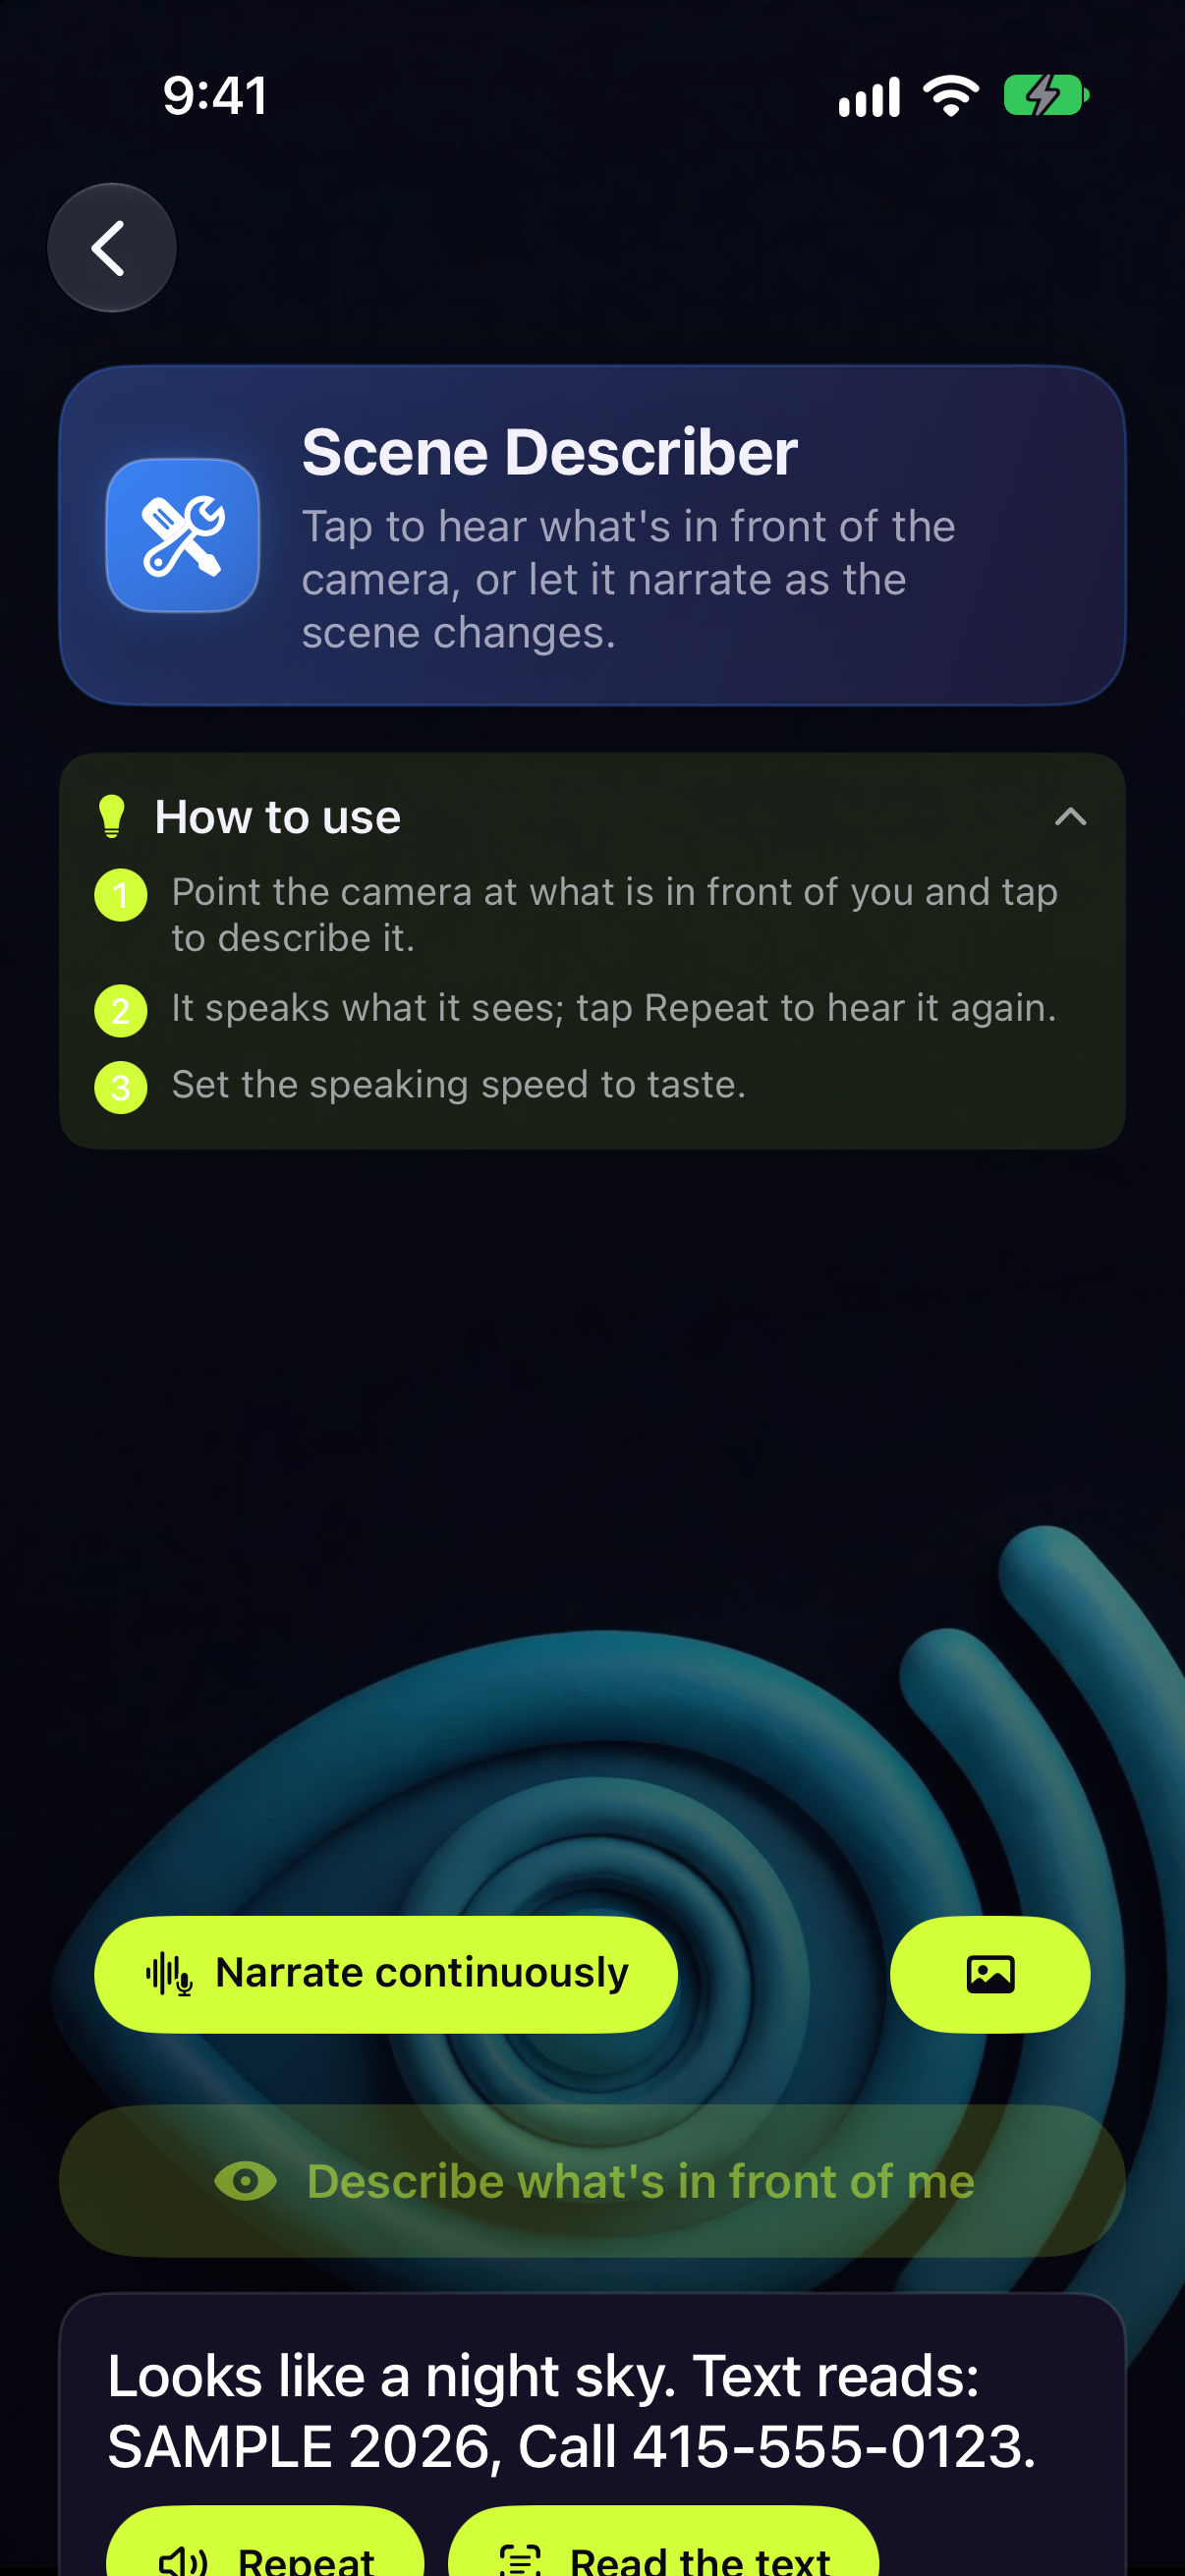 9:41
Scene Describer
Tap to hear what's in front of the
camera, or let it narrate as the
scene changes.
How to use
1 Point the camera at what is in front of you and tap
to describe it.
2 It speaks what it sees; tap Repeat to hear it again.
3 Set the speaking speed to taste.
Narrate continuously
Describe what's in front of me
Looks like a night sky. Text reads:
SAMPLE 2026, Call 415-555-0123.
Repeat Read the text